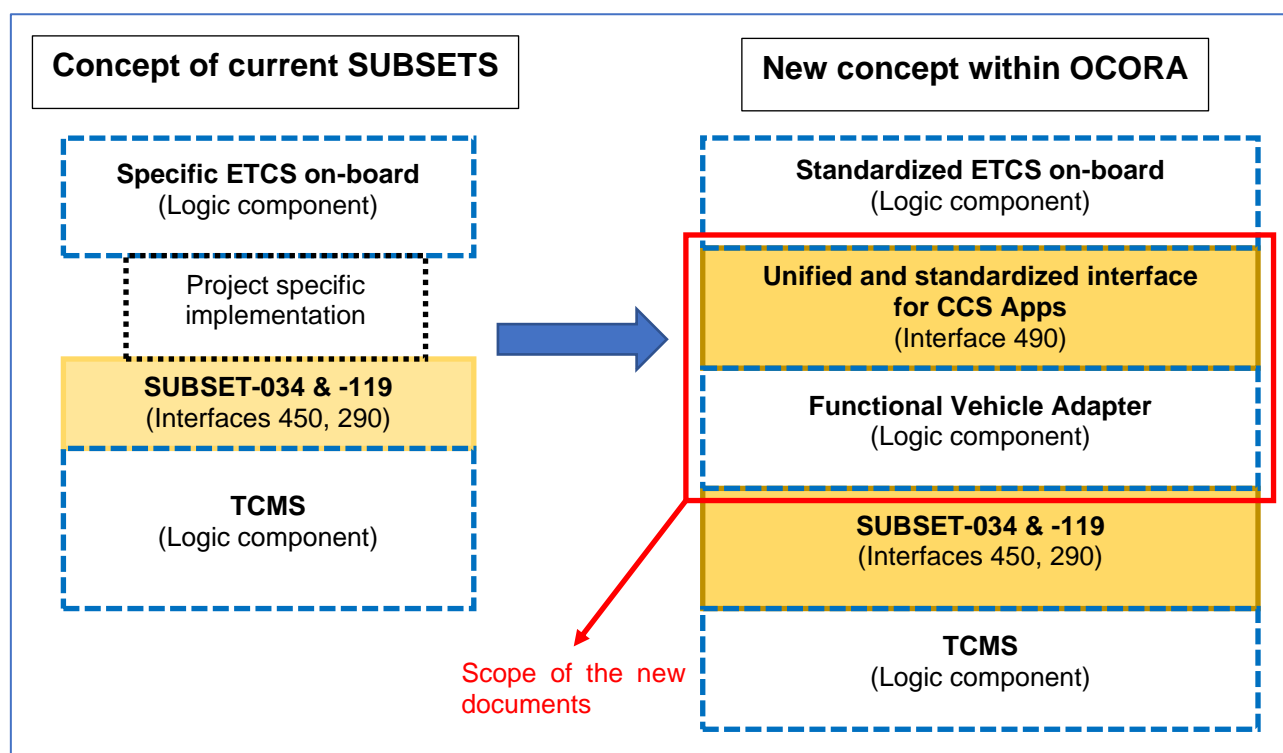 Concept of current SUBSETS
Specific ETCS on-board
(Logic component)
Project specific
implementation
SUBSET-034 & -119
(Interfaces 450, 290)
TCMS
(Logic component)
New concept within OCORA
Standardized ETCS on-board
(Logic component)
Unified and standardized interface
for CCS Apps
(Interface 490)
Functional Vehicle Adapter
(Logic component)
SUBSET-034 & -119
(Interfaces 450, 290)
TCMS
(Logic component)
Scope of the new
documents